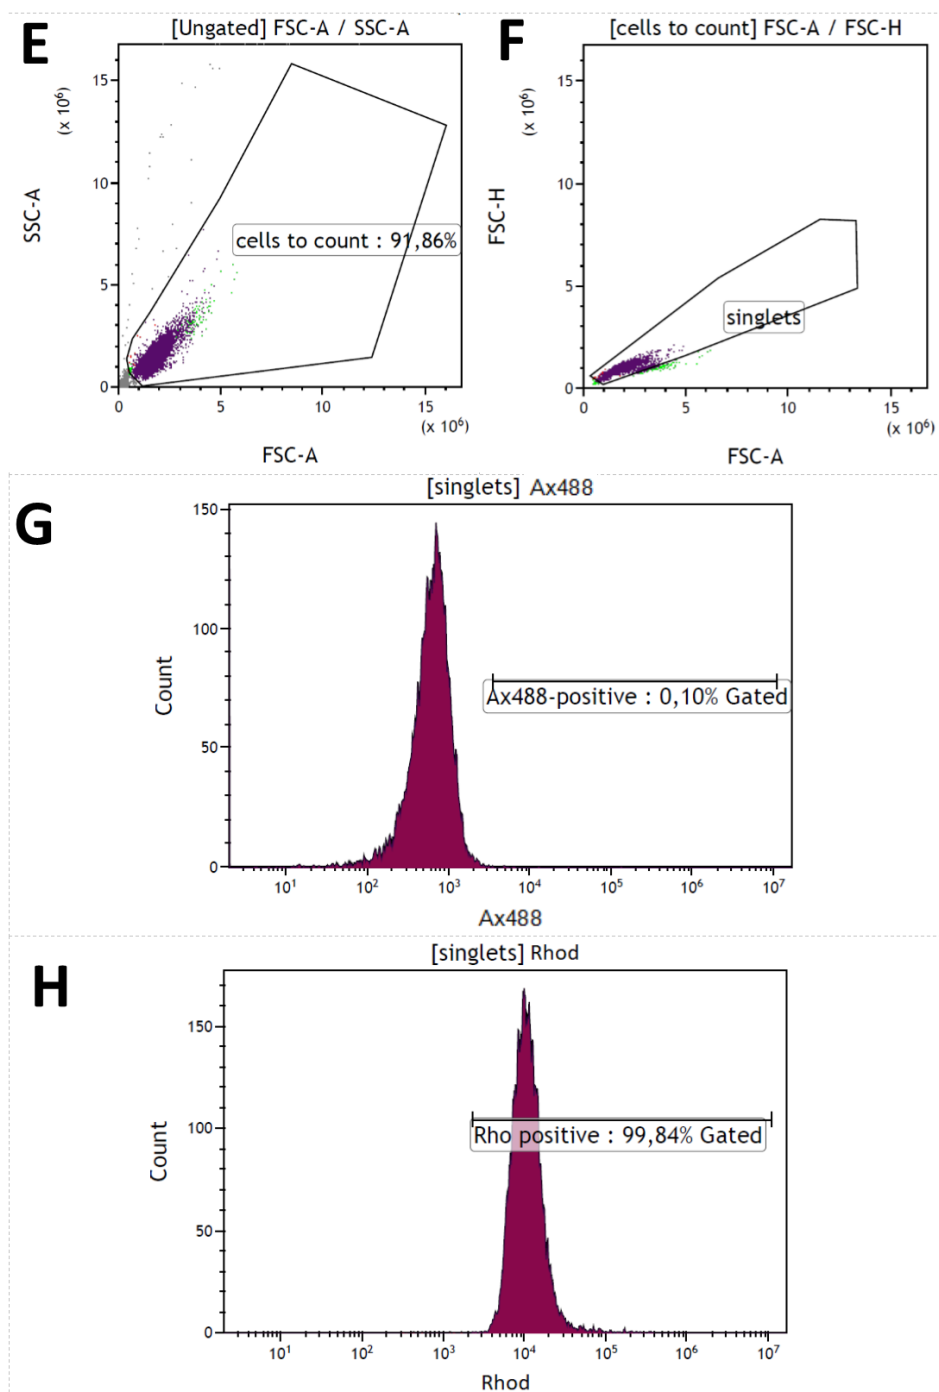 E
[Ungated] FSC-A / SSC-A
(x 10⁶)
15
10
5
0
SSC-A
cells to count : 91,86%
0 5 10 15
(x 10⁶)
FSC-A
F
[cells to count] FSC-A / FSC-H
(x 10⁶)
15
10
5
0
FSC-H
singlets
0 5 10 15
(x 10⁶)
FSC-A
G
[singlets] Ax488
150
100
50
0
Count
Ax488-positive : 0,10% Gated
10¹ 10² 10³ 10⁴ 10⁵ 10⁶ 10⁷
Ax488
H
[singlets] Rhod
150
100
50
0
Count
Rho positive : 99,84% Gated
10¹ 10² 10³ 10⁴ 10⁵ 10⁶ 10⁷
Rhod